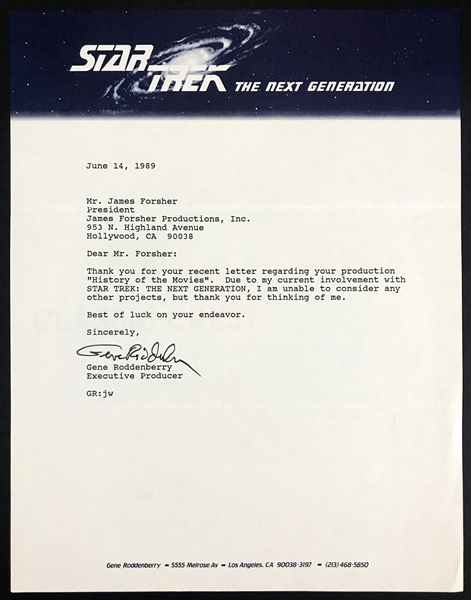 STAR TREK THE NEXT GENERATION
June 14, 1989
Mr. James Forsher
President
James Forsher Productions, Inc.
953 N. Highland Avenue
Hollywood, CA 90038
Dear Mr. Forsher:
Thank you for your recent letter regarding your production
"History of the Movies". Due to my current involvement with
STAR TREK: THE NEXT GENERATION, I am unable to consider any
other projects, but thank you for thinking of me.
Best of luck on your endeavor.
Sincerely,
Gene Roddenberry
Gene Roddenberry
Executive Producer
GR:jw
Gene Roddenberry – 5555 Melrose Av – Los Angeles, CA 90038-3197 – (213) 468-5850